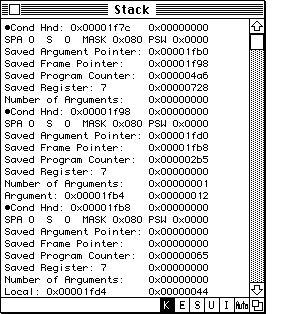 Stack
●Cond Hnd: 0x00001f7c 0x00000000
SPA 0 S 0 MASK 0x080 PSW 0x0000
Saved Argument Pointer: 0x00001fb0
Saved Frame Pointer: 0x00001f98
Saved Program Counter: 0x000004a6
Saved Register: 7 0x00000728
Number of Arguments: 0x00000000
●Cond Hnd: 0x00001f98 0x00000000
SPA 0 S 0 MASK 0x080 PSW 0x0000
Saved Argument Pointer: 0x00001fd0
Saved Frame Pointer: 0x00001fb8
Saved Program Counter: 0x000002b5
Saved Register: 7 0x00000000
Number of Arguments: 0x00000001
Argument: 0x00001fb4 0x00000012
●Cond Hnd: 0x00001fb8 0x00000000
SPA 0 S 0 MASK 0x080 PSW 0x0000
Saved Argument Pointer: 0x00000000
Saved Frame Pointer: 0x00000000
Saved Program Counter: 0x00000065
Saved Register: 7 0x00000000
Number of Arguments: 0x00000000
Local: 0x00001fd4 0x00000044
K E S U I Auto